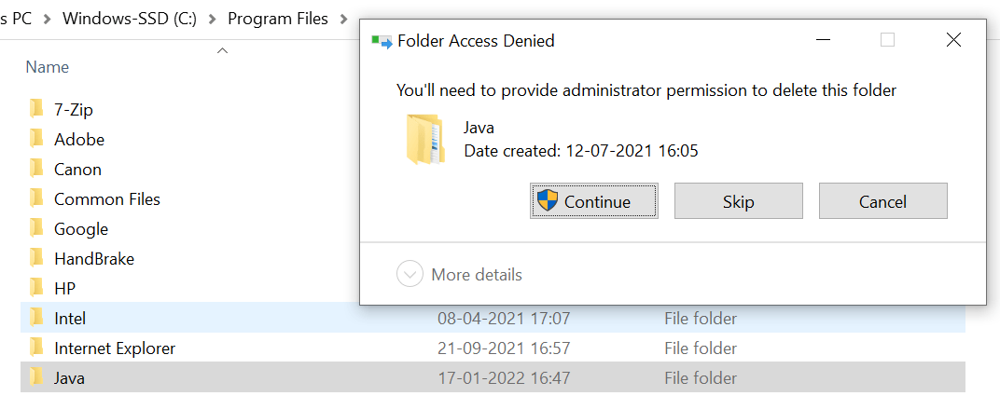 s PC > Windows-SSD (C:) > Program Files >
Folder Access Denied
Name
You'll need to provide administrator permission to delete this folder
Java
Date created: 12-07-2021 16:05
Continue Skip Cancel
More details
7-Zip
Adobe
Canon
Common Files
Google
HandBrake
HP
Intel 08-04-2021 17:07 File folder
Internet Explorer 21-09-2021 16:57 File folder
Java 17-01-2022 16:47 File folder